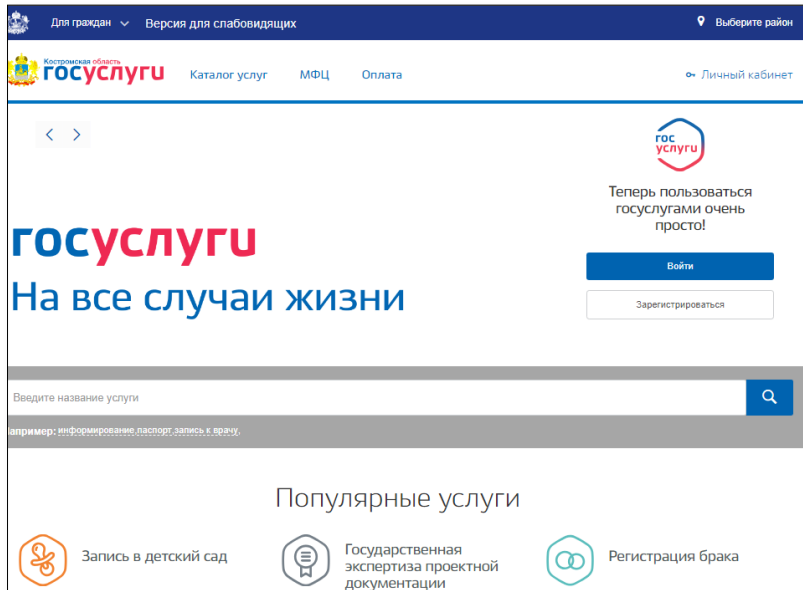 Для граждан Версия для слабовидящих Выберите район
Костромская область
госуслуги Каталог услуг МФЦ Оплата Личный кабинет
гос
услуги
Теперь пользоваться
госуслугами очень
просто!
госуслуги
На все случаи жизни
Войти
Зарегистрироваться
Введите название услуги
апример: информирование,паспорт,запись к врачу,
Популярные услуги
Запись в детский сад
Государственная
экспертиза проектной
документации
Регистрация брака